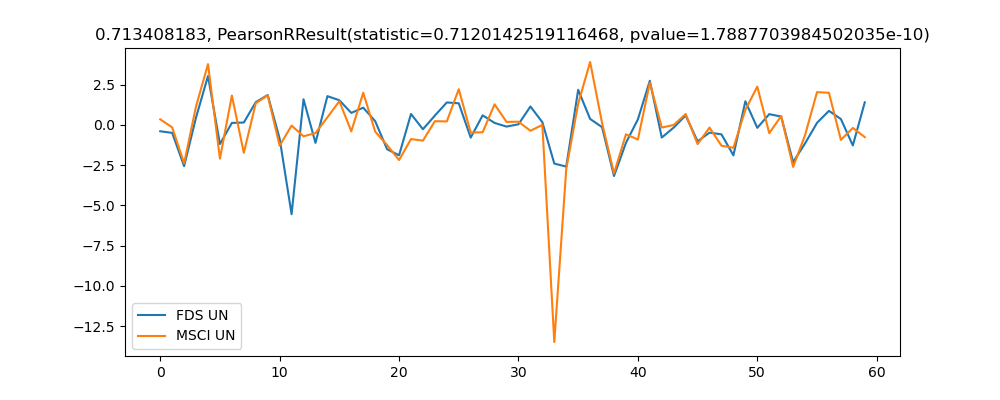 0.713408183, PearsonRResult(statistic=0.7120142519116468, pvalue=1.7887703984502035e-10)
2.5
0.0
−2.5
−5.0
−7.5
−10.0
−12.5
FDS UN
MSCI UN
0 10 20 30 40 50 60